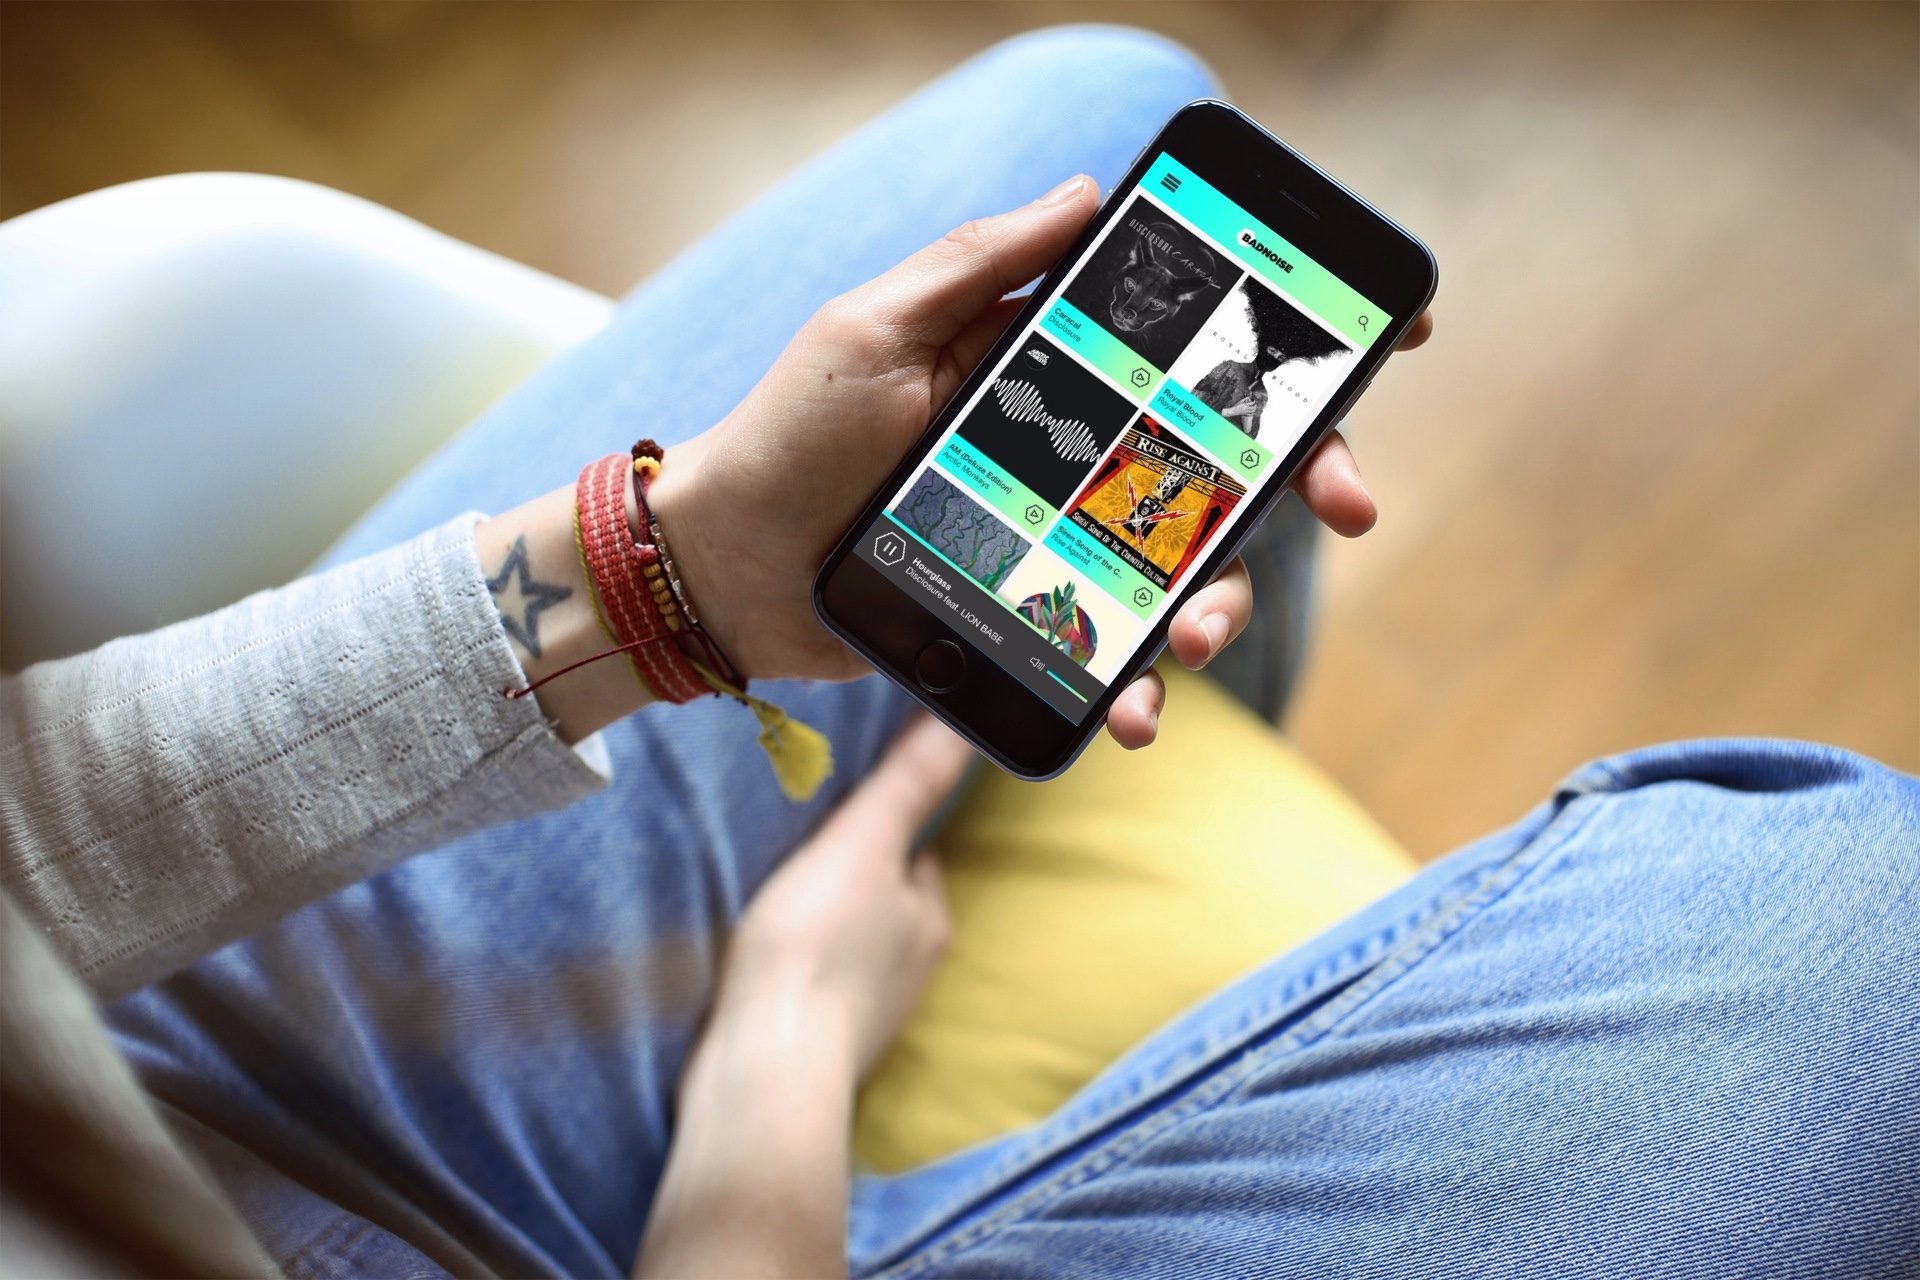 BADNOISE
DISCLOSURE CARACAL
Caracal
Disclosure
ROYAL BLOOD
Royal Blood
Royal Blood
ARCTIC
MONKEYS
AM (Deluxe Edition)
Arctic Monkeys
RISE AGAINST
SIREN SONG OF THE COUNTER CULTURE
Siren Song of the C...
Rise Against
Hourglass
Disclosure feat. LION BABE